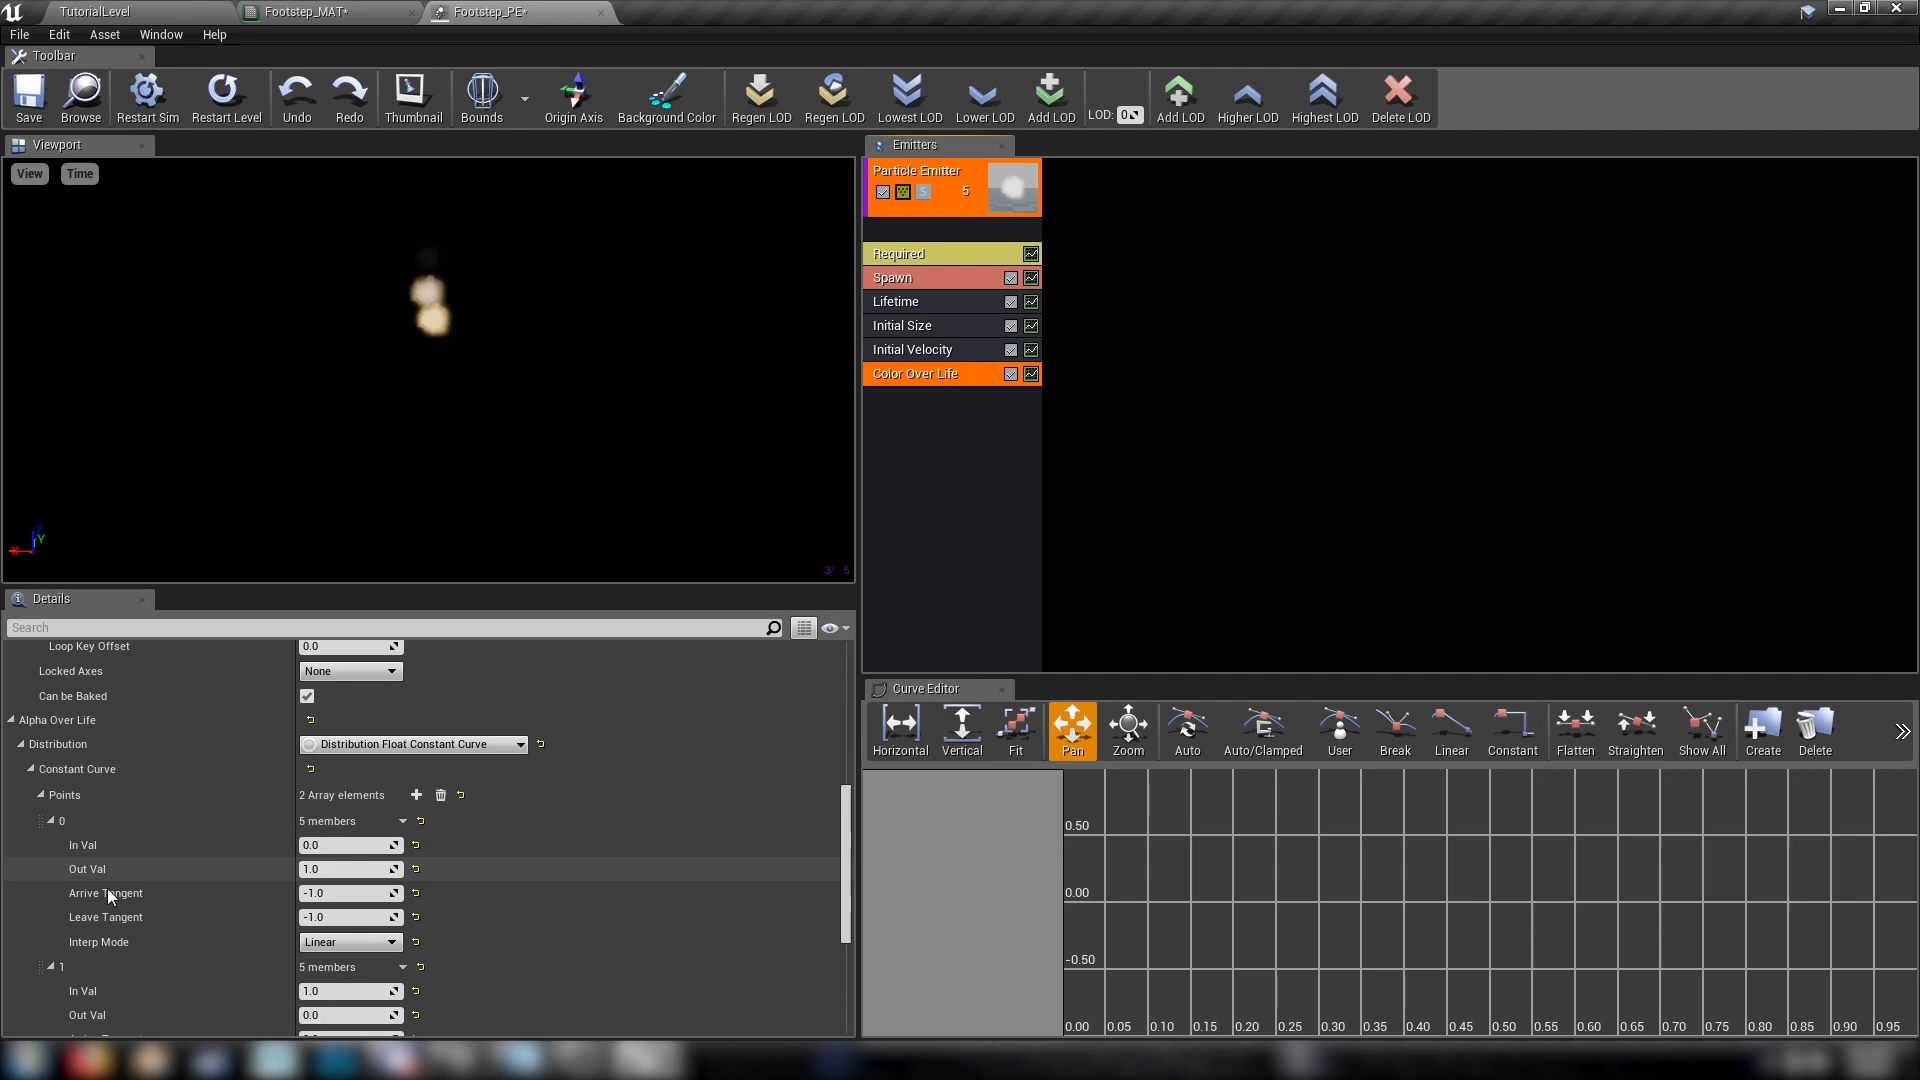 TutorialLevel Footstep_MAT* Footstep_PE*
File Edit Asset Window Help
Toolbar
Save Browse Restart Sim Restart Level Undo Redo Thumbnail Bounds Origin Axis Background Color Regen LOD Regen LOD Lowest LOD Lower LOD Add LOD LOD: 0 Add LOD Higher LOD Highest LOD Delete LOD
Viewport
View Time
X Z Y
3/ 5
Emitters
Particle Emitter
S 5
Required
Spawn
Lifetime
Initial Size
Initial Velocity
Color Over Life
Details
Search
Loop Key Offset 0.0
Locked Axes None
Can be Baked
Alpha Over Life
Distribution Distribution Float Constant Curve
Constant Curve
Points 2 Array elements
0 5 members
In Val 0.0
Out Val 1.0
Arrive Tangent -1.0
Leave Tangent -1.0
Interp Mode Linear
1 5 members
In Val 1.0
Out Val 0.0
Curve Editor
Horizontal Vertical Fit Pan Zoom Auto Auto/Clamped User Break Linear Constant Flatten Straighten Show All Create Delete
0.50
0.00
-0.50
0.00 0.05 0.10 0.15 0.20 0.25 0.30 0.35 0.40 0.45 0.50 0.55 0.60 0.65 0.70 0.75 0.80 0.85 0.90 0.95